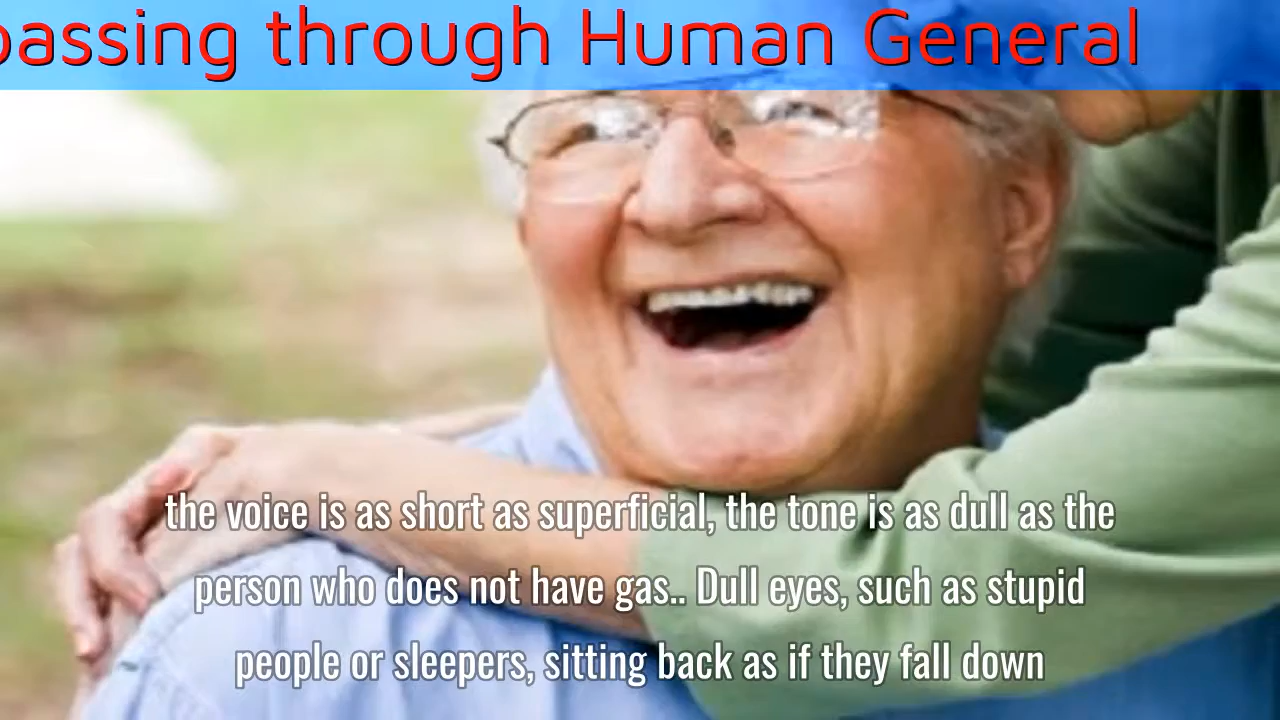 passing through Human General
the voice is as short as superficial, the tone is as dull as the
person who does not have gas.. Dull eyes, such as stupid
people or sleepers, sitting back as if they fall down